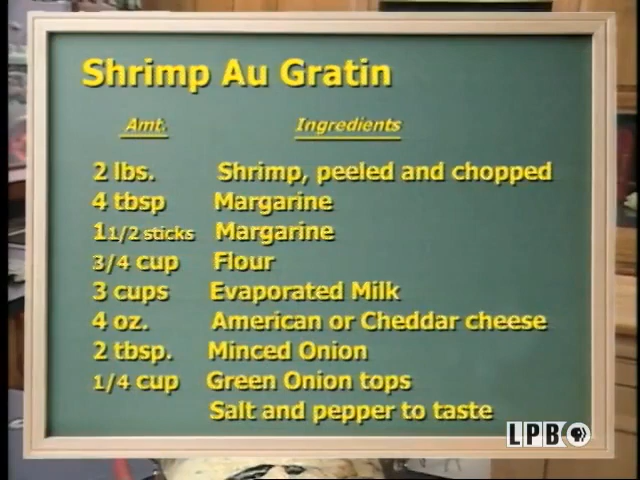 Shrimp Au Gratin
Amt. Ingredients
2 lbs. Shrimp, peeled and chopped
4 tbsp Margarine
1 1/2 sticks Margarine
3/4 cup Flour
3 cups Evaporated Milk
4 oz. American or Cheddar cheese
2 tbsp. Minced Onion
1/4 cup Green Onion tops
Salt and pepper to taste
LPB